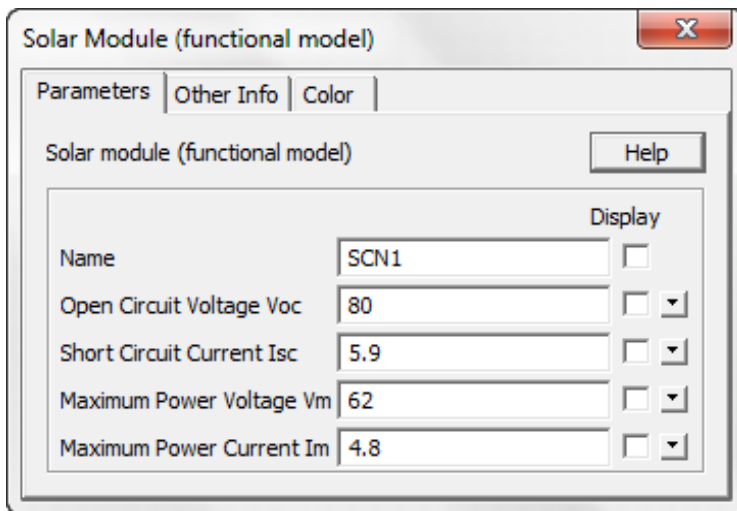 Solar Module (functional model)
X
Parameters Other Info Color
Solar module (functional model) Help
Display
Name SCN1
Open Circuit Voltage Voc 80
Short Circuit Current Isc 5.9
Maximum Power Voltage Vm 62
Maximum Power Current Im 4.8